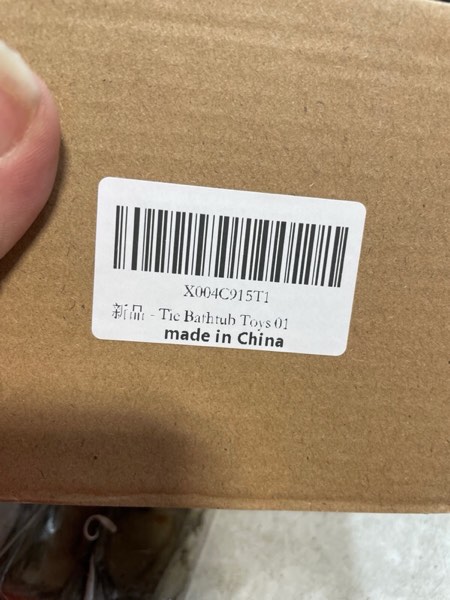 X004C915T1
新品 - Tic Bathtub Toys 01
made in China